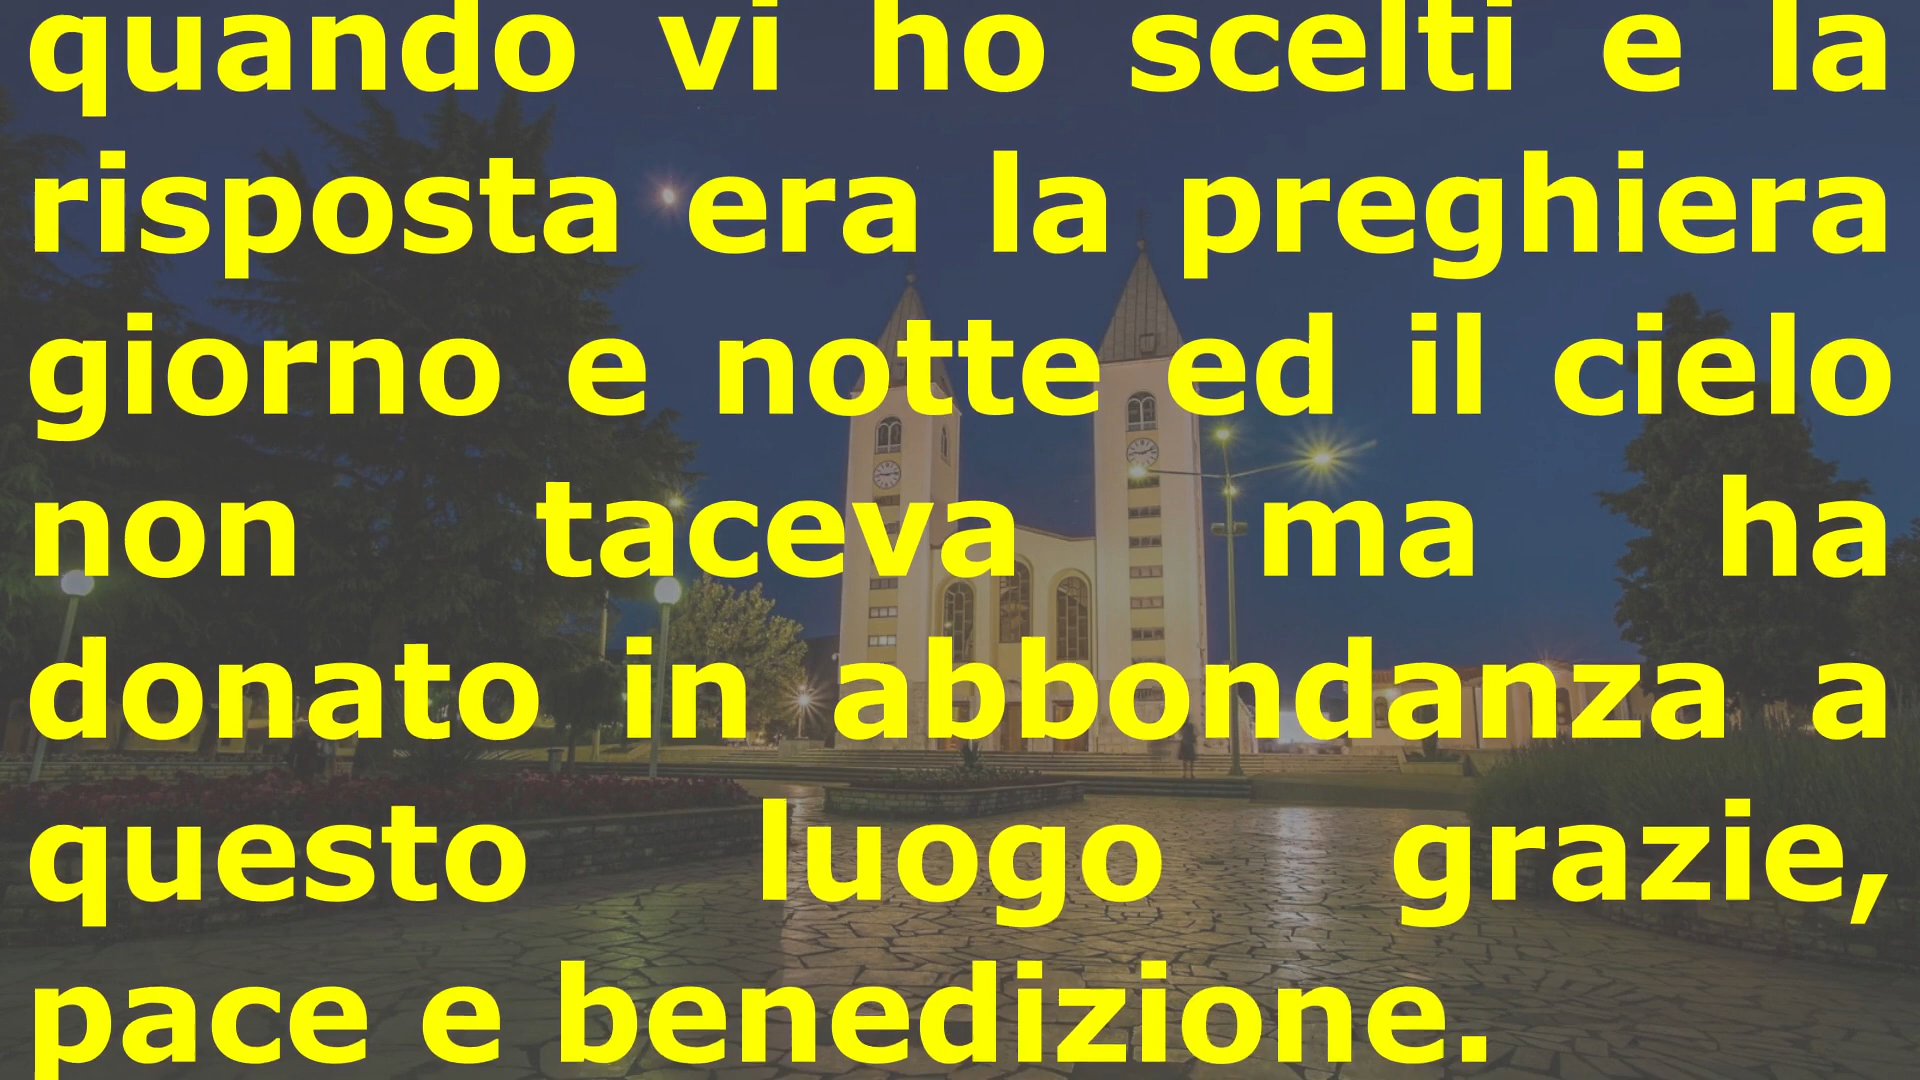 quando vi ho scelti e la
risposta era la preghiera
giorno e notte ed il cielo
non taceva ma ha
donato in abbondanza a
questo luogo grazie,
pace e benedizione.